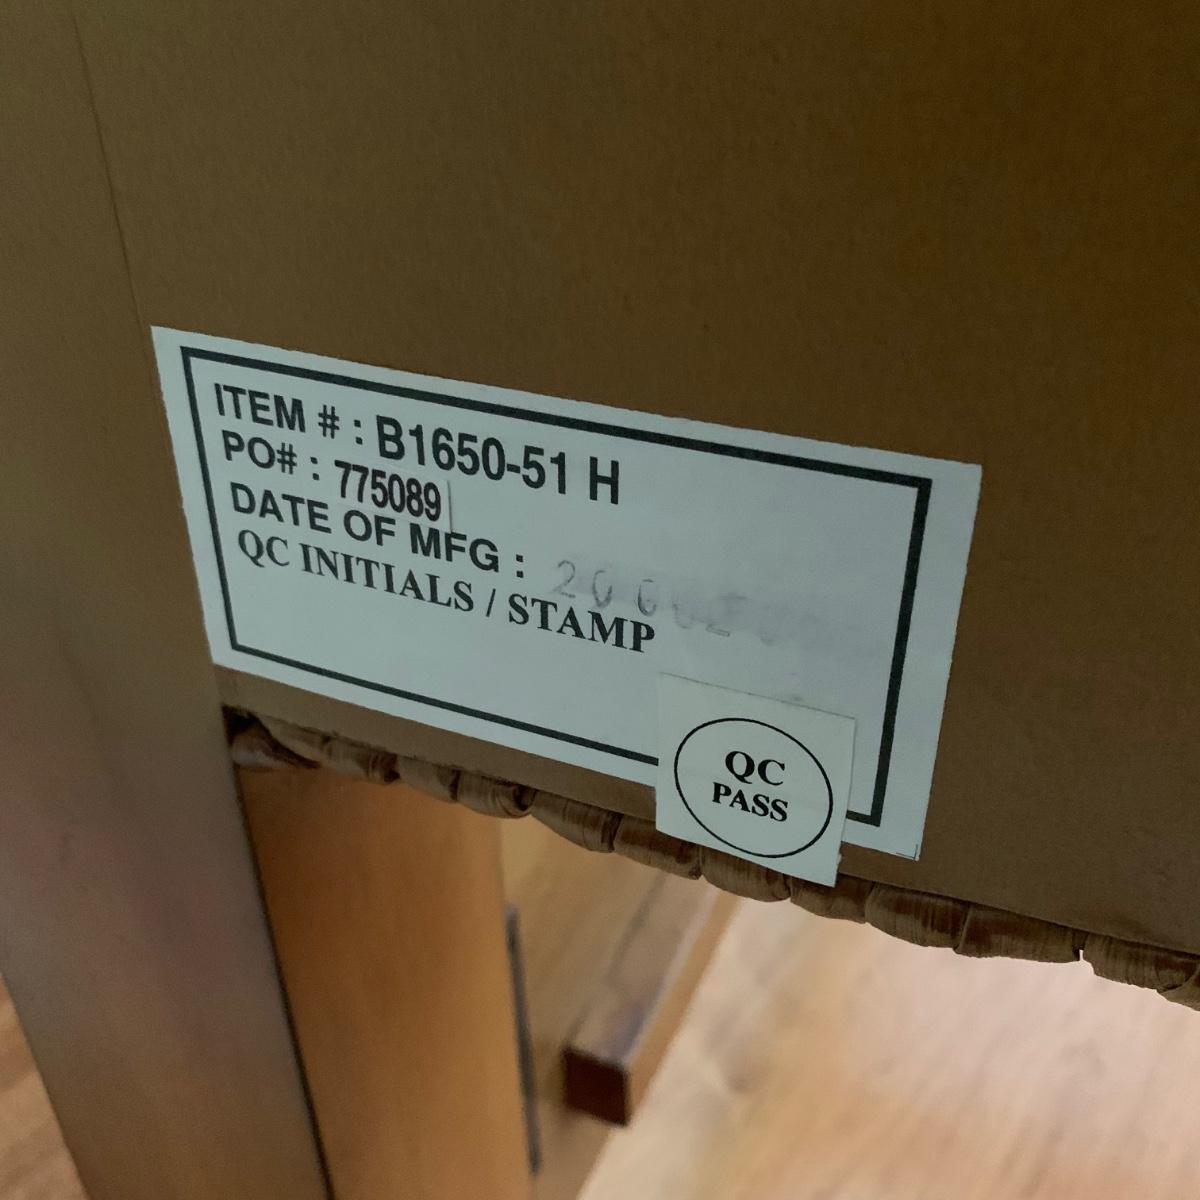 ITEM # : B1650-51 H
PO# : 775089
DATE OF MFG :
QC INITIALS / STAMP
QC
PASS